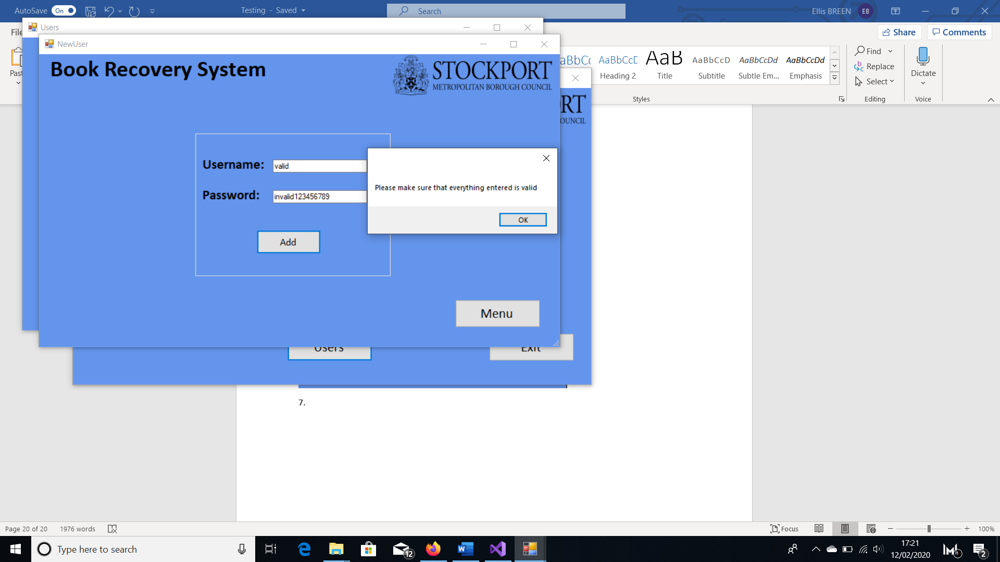 AutoSave On Testing - Saved Search Ellis BREEN EB
Users
File Share Comments
NewUser
Book Recovery System
STOCKPORT
METROPOLITAN BOROUGH COUNCIL
Find
AaB AaBbCcD AaBbCcDd AaBbCcDd
Replace
Heading 2 Title Subtitle Subtle Em... Emphasis
Dictate
Select
Styles Editing Voice
RT
OUNCIL
Username: valid
Please make sure that everything entered is valid
Password: invalid123456789
OK
Add
Menu
Users Exit
7.
Page 20 of 20 1976 words Focus 100%
Type here to search 12 17:21
12/02/2020 2